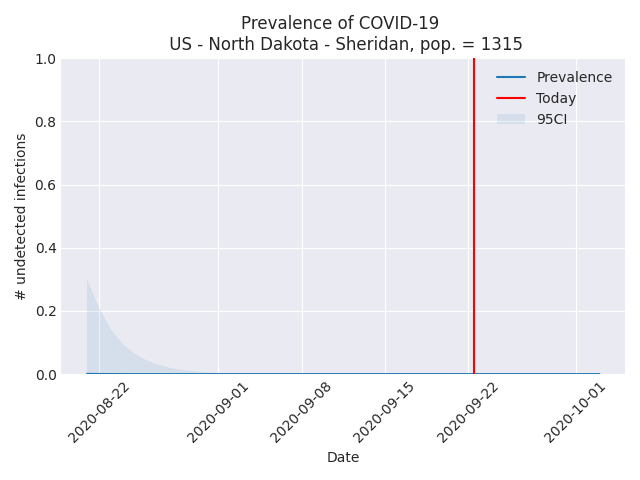 Prevalence of COVID-19
US - North Dakota - Sheridan, pop. = 1315
Prevalence
Today
95CI
# undetected infections
1.0
0.8
0.6
0.4
0.2
0.0
2020-08-22
2020-09-01
2020-09-08
2020-09-15
2020-09-22
2020-10-01
Date